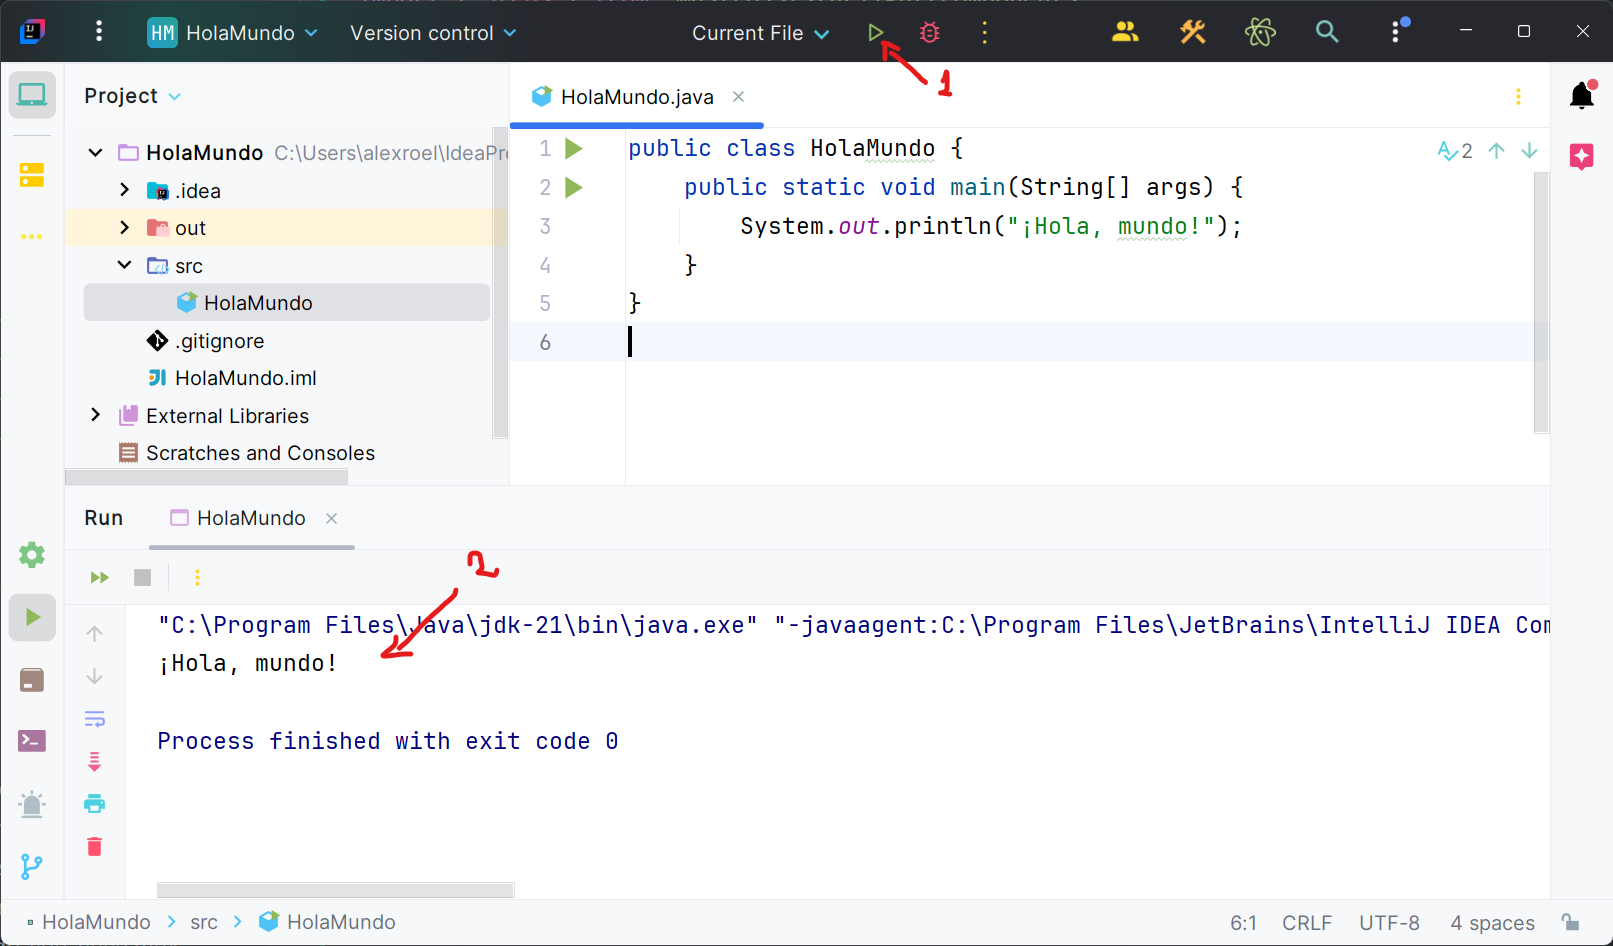 HM HolaMundo Version control Current File
1
Project
HolaMundo.java
HolaMundo C:\Users\alexroel\IdeaPr
.idea
out
src
HolaMundo
.gitignore
HolaMundo.iml
External Libraries
Scratches and Consoles
1 public class HolaMundo {
2 public static void main(String[] args) {
3 System.out.println("¡Hola, mundo!");
4 }
5 }
6
2
Run HolaMundo
2
"C:\Program Files\Java\jdk-21\bin\java.exe" "-javaagent:C:\Program Files\JetBrains\IntelliJ IDEA Com
¡Hola, mundo!
Process finished with exit code 0
HolaMundo > src > HolaMundo
6:1 CRLF UTF-8 4 spaces